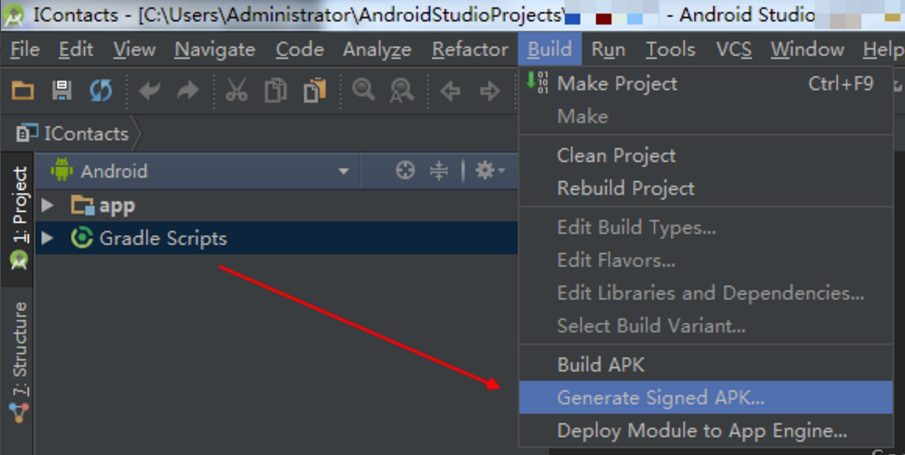 IContacts - [C:\Users\Administrator\AndroidStudioProjects\ - Android Studio
File Edit View Navigate Code Analyze Refactor Build Run Tools VCS Window Help
IContacts
1: Project
7: Structure
Android
app
Gradle Scripts
Make Project Ctrl+F9
Make
Clean Project
Rebuild Project
Edit Build Types...
Edit Flavors...
Edit Libraries and Dependencies...
Select Build Variant...
Build APK
Generate Signed APK...
Deploy Module to App Engine...